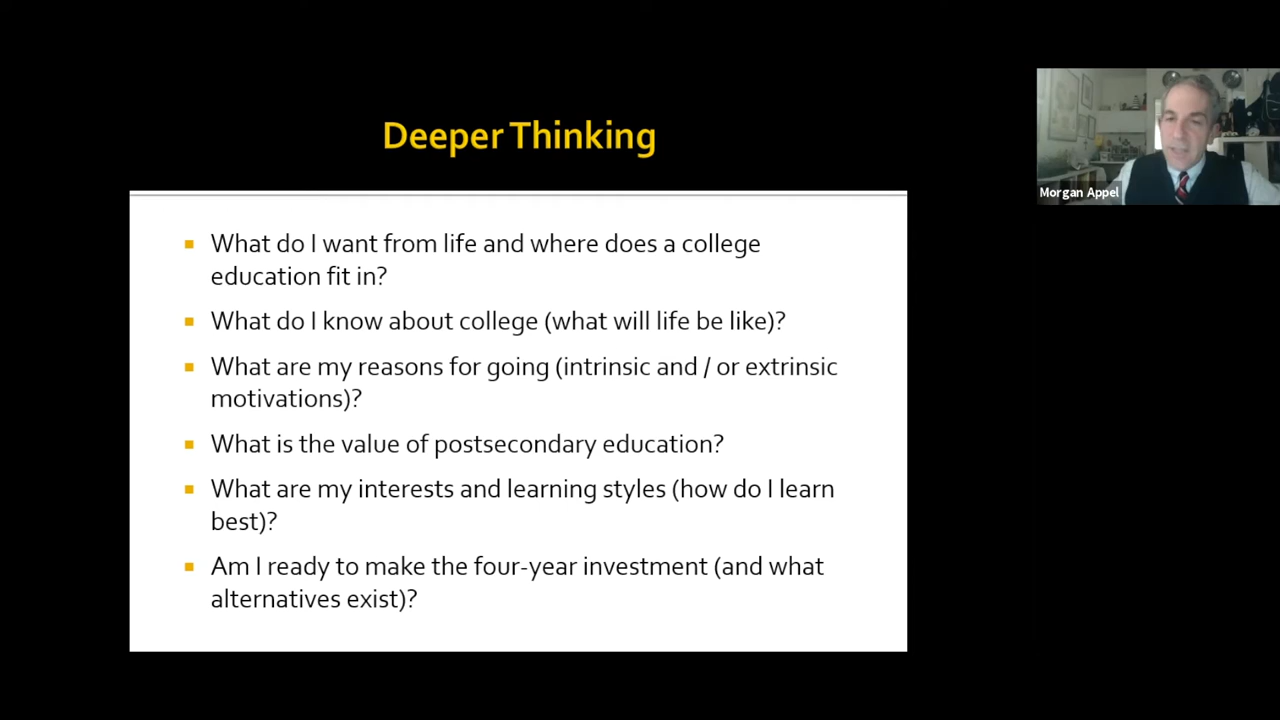 Deeper Thinking
Morgan Appel
What do I want from life and where does a college
education fit in?
What do I know about college (what will life be like)?
What are my reasons for going (intrinsic and / or extrinsic
motivations)?
What is the value of postsecondary education?
What are my interests and learning styles (how do I learn
best)?
Am I ready to make the four-year investment (and what
alternatives exist)?